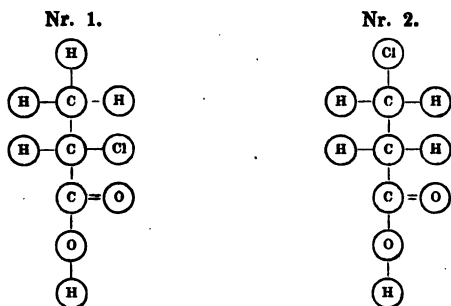 Nr. 1. Nr. 2.
H Cl
H C H H C H
H C Cl H C H
C=O C=O
O O
H H